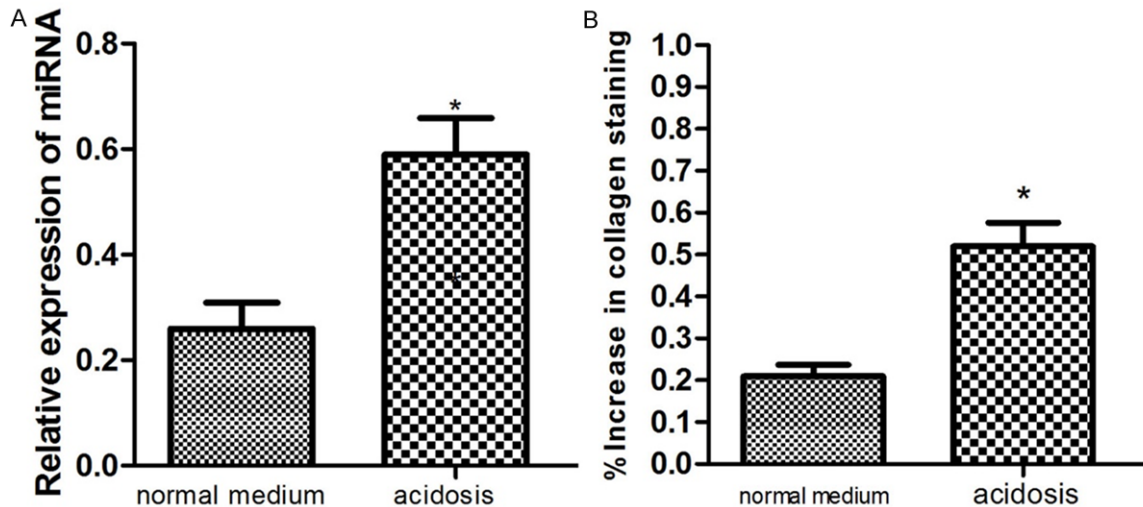 A
Relative expression of miRNA
0.8
0.6
0.4
0.2
0.0
*
*
normal medium
acidosis
B
% Increase in collagen staining
1.0
0.9
0.8
0.7
0.6
0.5
0.4
0.3
0.2
0.1
0.0
*
normal medium
acidosis